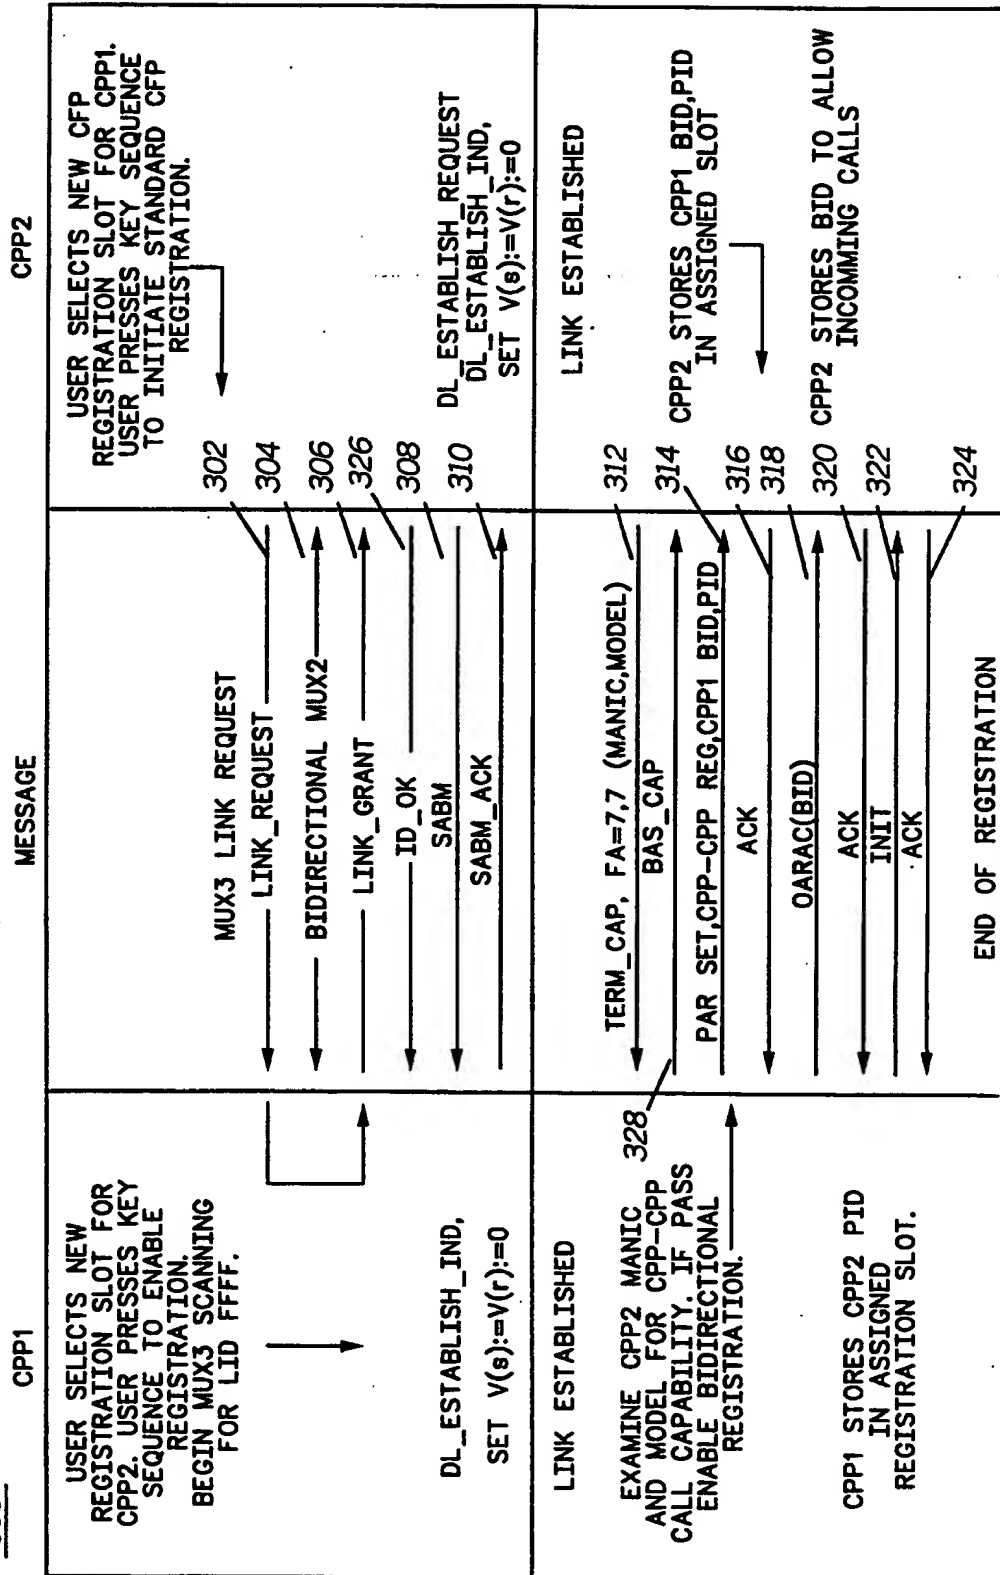 CPP1
MESSAGE
CPP2
USER SELECTS NEW
REGISTRATION SLOT FOR
CPP2. USER PRESSES KEY
SEQUENCE TO ENABLE
REGISTRATION.
BEGIN MUX3 SCANNING
FOR LID FFFF.
DL_ESTABLISH_IND,
SET V(s):=V(r):=0
MUX3 LINK REQUEST
LINK_REQUEST
BIDIRECTIONAL MUX2
LINK_GRANT
ID_OK
SABM
SABM_ACK
USER SELECTS NEW CFP
REGISTRATION SLOT FOR CPP1.
USER PRESSES KEY SEQUENCE
TO INITIATE STANDARD CFP
REGISTRATION.
302
304
306
326
308
310
DL_ESTABLISH_REQUEST
DL_ESTABLISH_IND,
SET V(s):=V(r):=0
LINK ESTABLISHED
EXAMINE CPP2 MANIC
AND MODEL FOR CPP-CPP
CALL CAPABILITY. IF PASS
ENABLE BIDIRECTIONAL
REGISTRATION.
328
CPP1 STORES CPP2 PID
IN ASSIGNED
REGISTRATION SLOT.
TERM_CAP, FA=7,7 (MANIC,MODEL)
BAS_CAP
PAR SET,CPP-CPP REG,CPP1 BID,PID
ACK
OARAC(BID)
ACK
INIT
ACK
END OF REGISTRATION
LINK ESTABLISHED
312
314
316
318
320
322
324
CPP2 STORES CPP1 BID,PID
IN ASSIGNED SLOT
CPP2 STORES BID TO ALLOW
INCOMMING CALLS